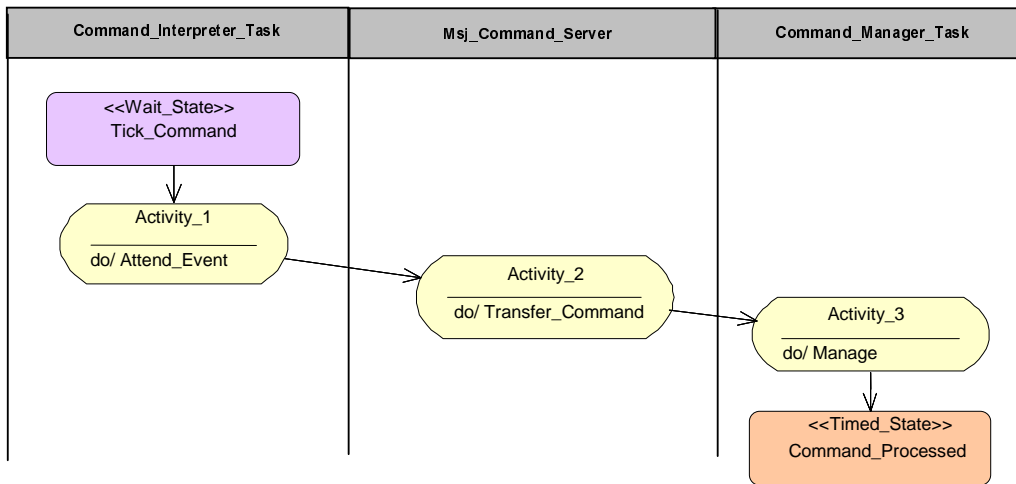 Command_Interpreter_Task
Msj_Command_Server
Command_Manager_Task
<<Wait_State>>
Tick_Command
Activity_1
do/ Attend_Event
Activity_2
do/ Transfer_Command
Activity_3
do/ Manage
<<Timed_State>>
Command_Processed